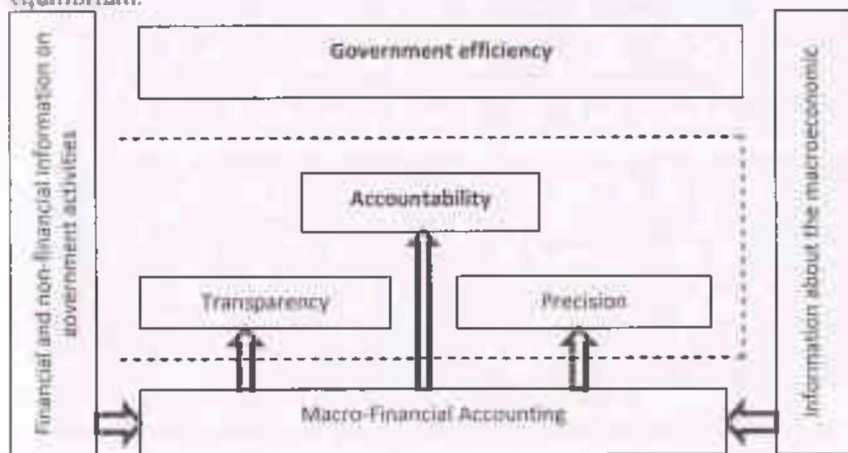 equilibrium.
Government efficiency
Financial and non-financial information on
government activities
Accountability
Transparency
Precision
Macro-Financial Accounting
Information about the macroeconomic